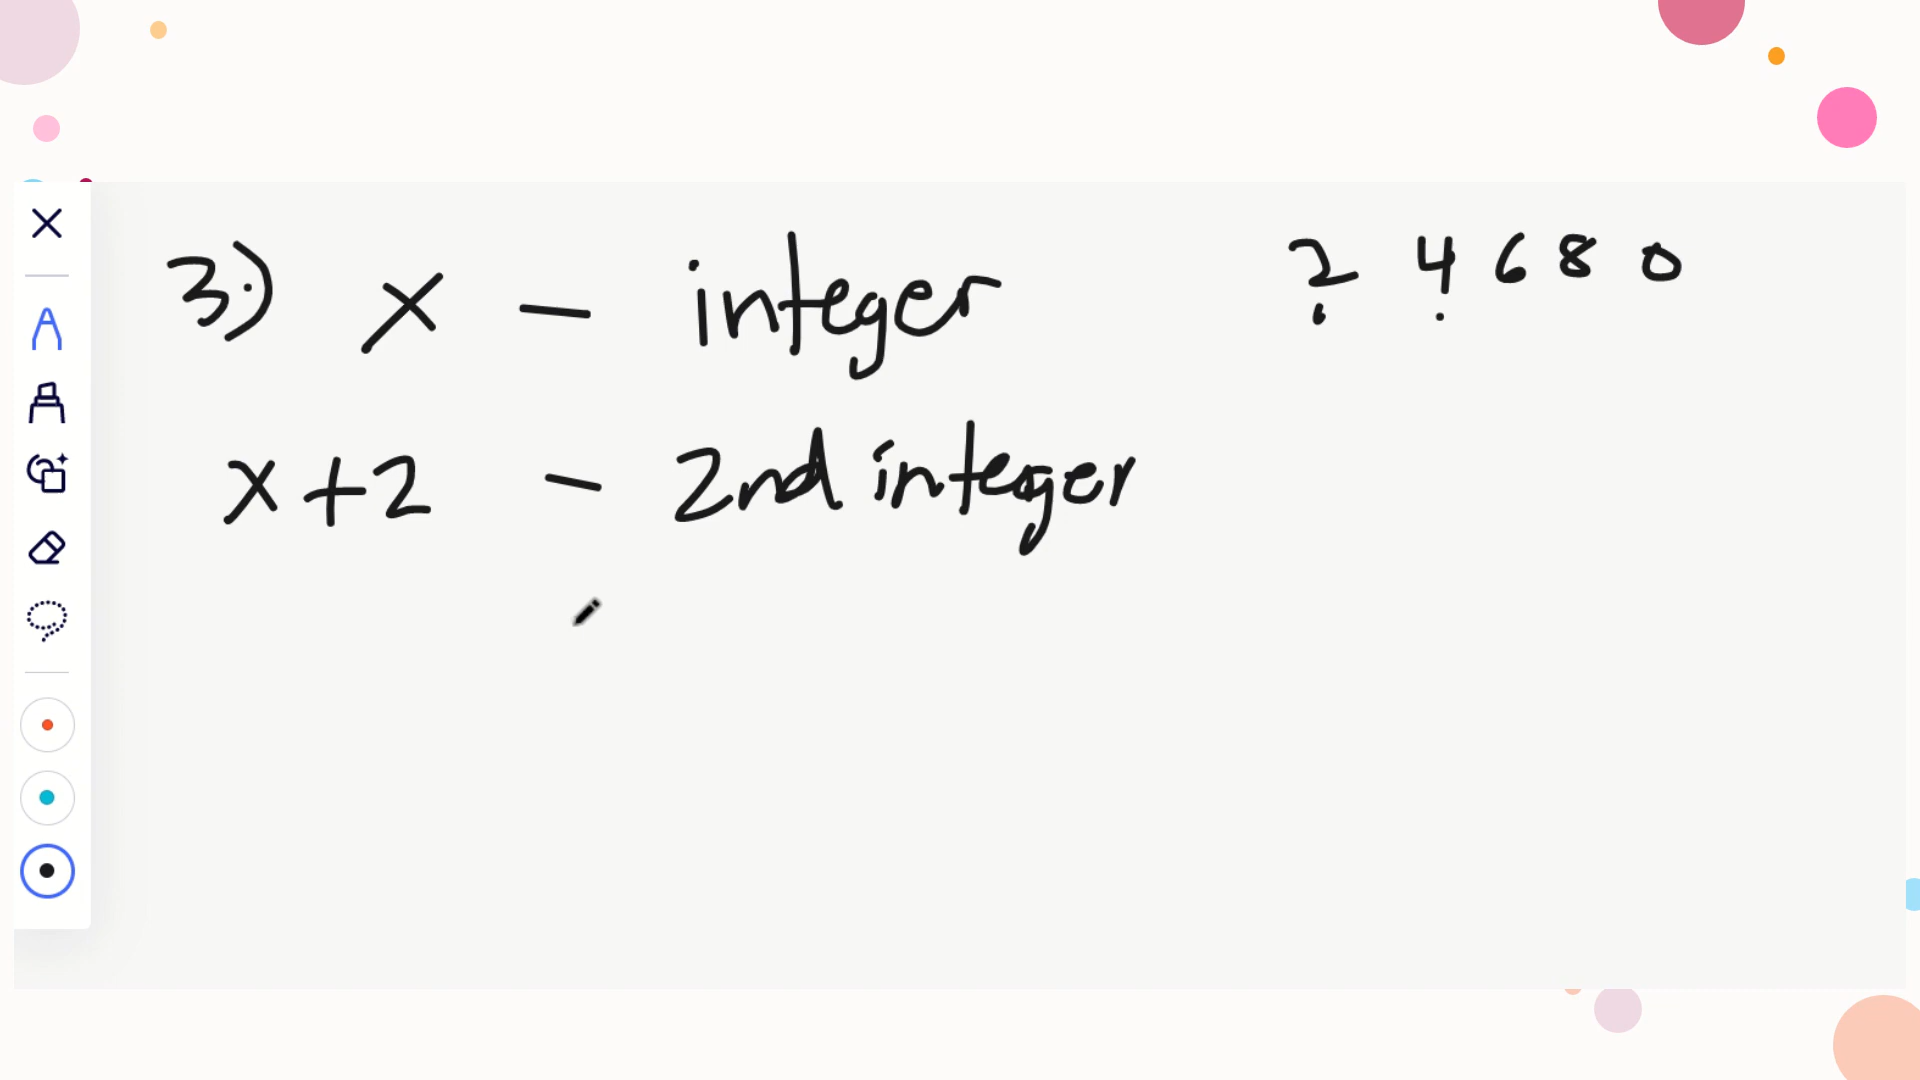 3.) x - integer
2 4 6 8 0
x+2 - 2nd integer